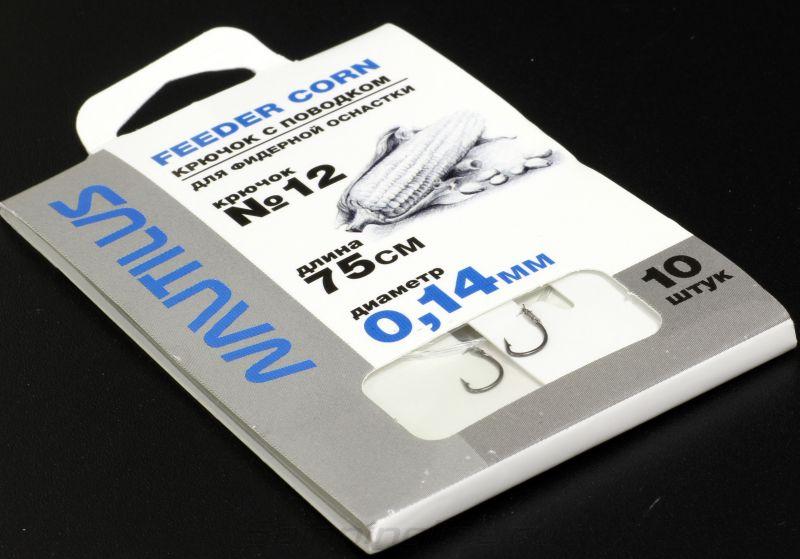 FEEDER CORN
КРЮЧОК С ПОВОДКОМ
ДЛЯ ФИДЕРНОЙ ОСНАСТКИ
крючок
№12
длина
75см
диаметр
0,14мм
10
штук
NAUTILUS